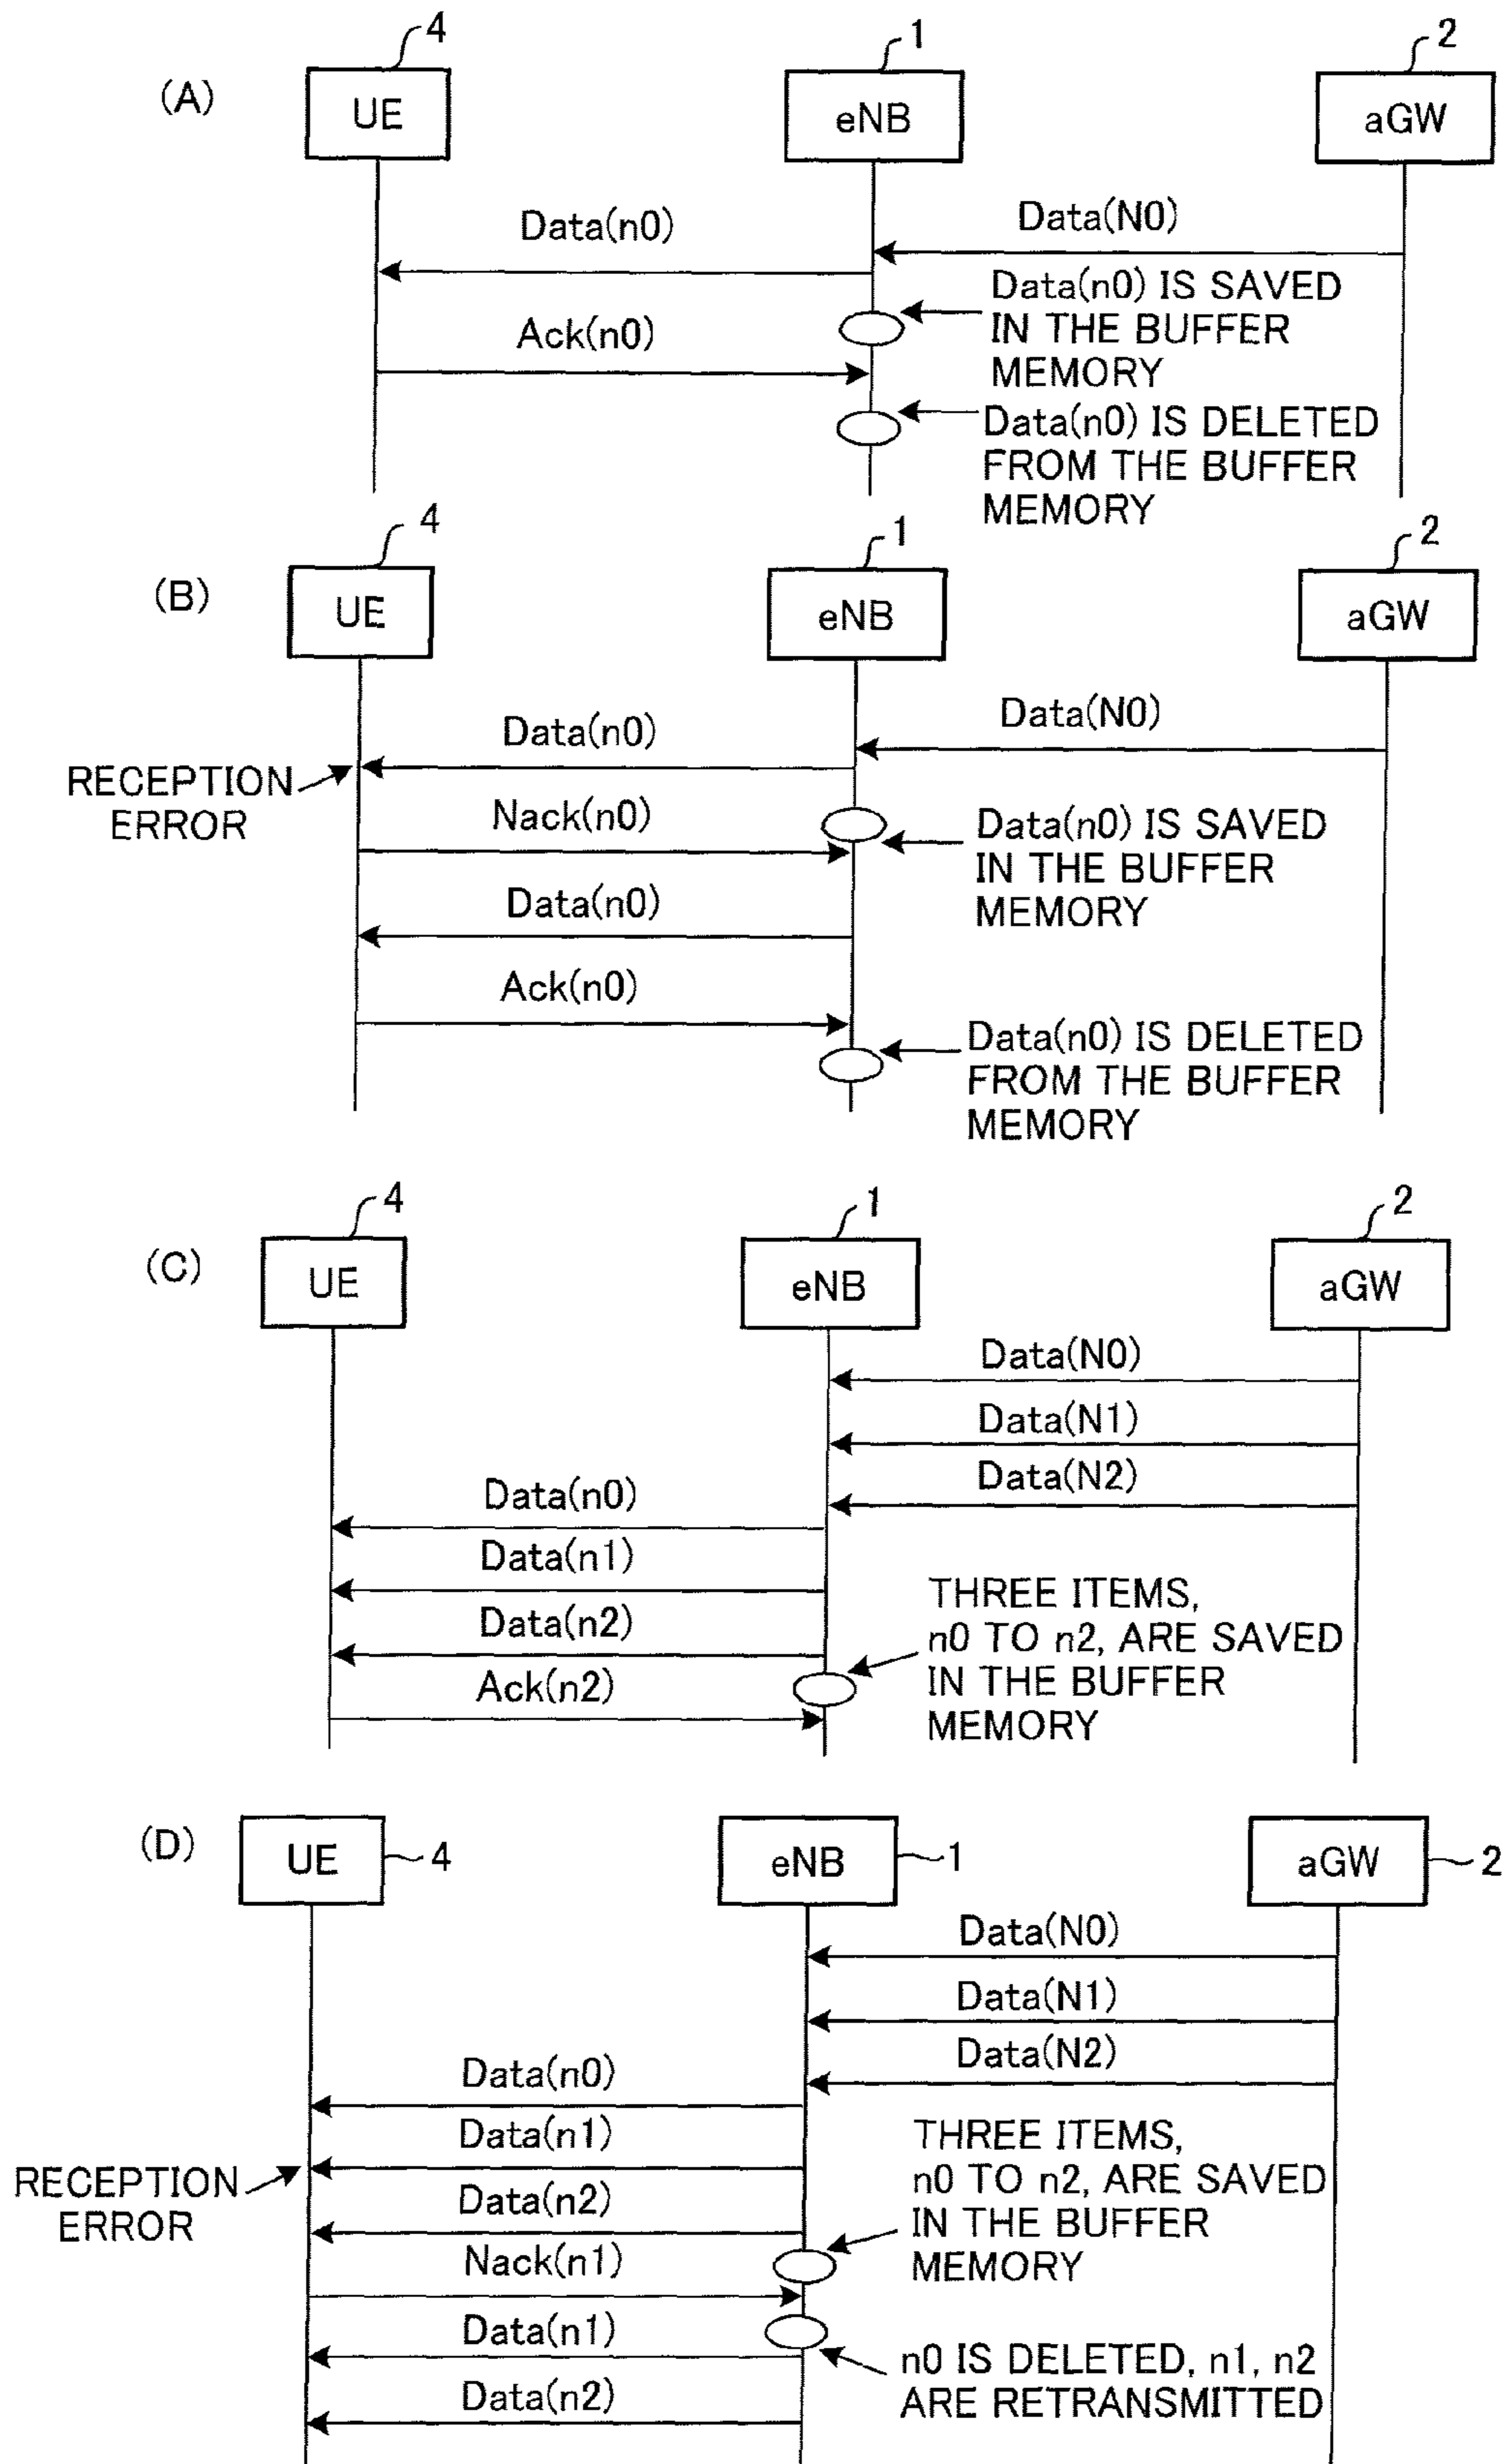 4
1
2
(A)
UE
eNB
aGW
Data(N0)
Data(n0)
Data(n0) IS SAVED
IN THE BUFFER
MEMORY
Ack(n0)
Data(n0) IS DELETED
FROM THE BUFFER
MEMORY
4
1
2
(B)
UE
eNB
aGW
Data(N0)
Data(n0)
RECEPTION
ERROR
Nack(n0)
Data(n0) IS SAVED
IN THE BUFFER
MEMORY
Data(n0)
Ack(n0)
Data(n0) IS DELETED
FROM THE BUFFER
MEMORY
4
1
2
(C)
UE
eNB
aGW
Data(N0)
Data(N1)
Data(N2)
Data(n0)
Data(n1)
Data(n2)
THREE ITEMS,
n0 TO n2, ARE SAVED
IN THE BUFFER
MEMORY
Ack(n2)
(D)
UE
4
eNB
1
aGW
2
Data(N0)
Data(N1)
Data(N2)
Data(n0)
Data(n1)
RECEPTION
ERROR
Data(n2)
THREE ITEMS,
n0 TO n2, ARE SAVED
IN THE BUFFER
MEMORY
Nack(n1)
Data(n1)
n0 IS DELETED, n1, n2
ARE RETRANSMITTED
Data(n2)